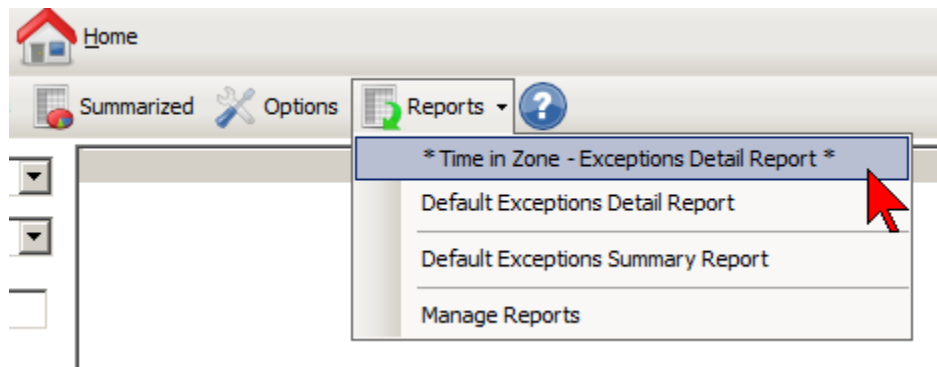 Home
Summarized Options Reports ?
* Time in Zone - Exceptions Detail Report *
Default Exceptions Detail Report
Default Exceptions Summary Report
Manage Reports